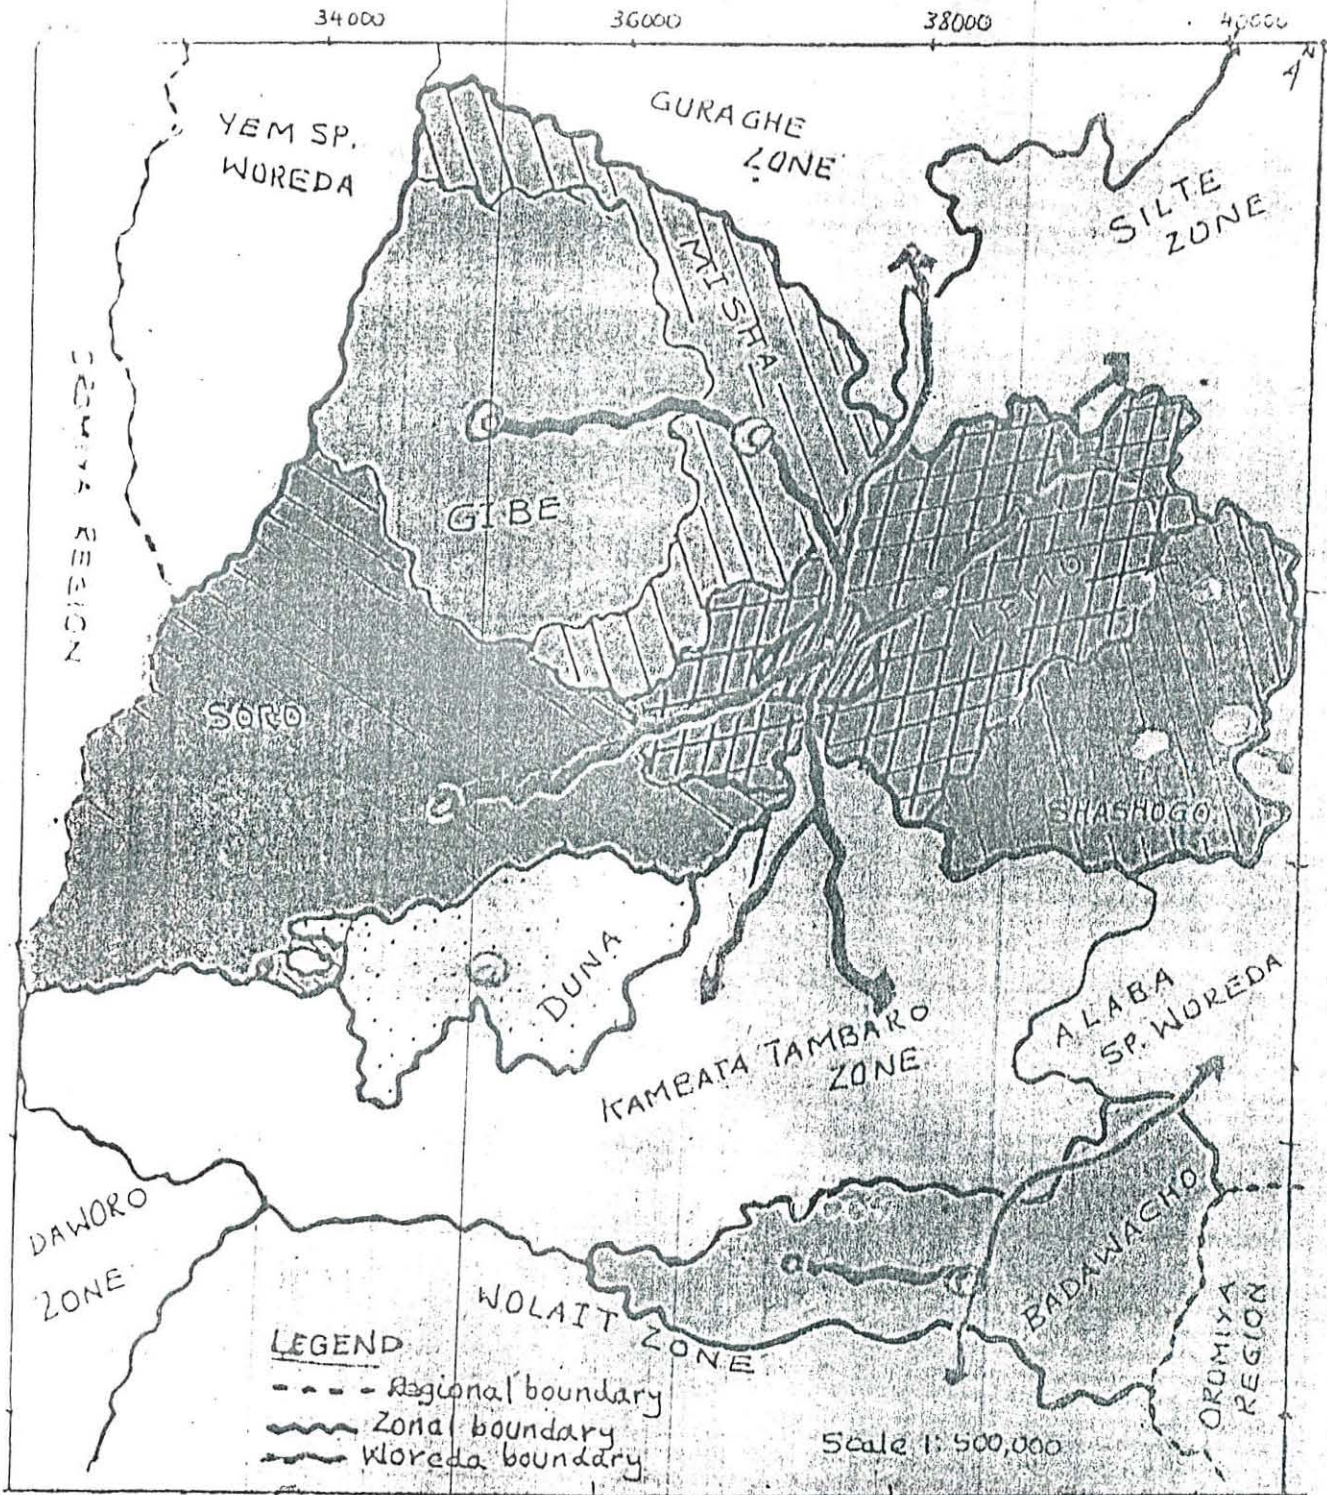 34000 36000 38000 40000
N
YEM SP.
WOREDA
GURAGHE
ZONE
SILTE
ZONE
MISHA
GIBE
REGION
SORO
SHASHOGO
DUNA
ALABA
SP. WOREDA
KAMBATA TAMBARO
ZONE
DAWORO
ZONE
BADAWACHO
WOLAIT ZONE
OROMIYA
REGION
LEGEND
Regional boundary
Zonal boundary
Woreda boundary
Scale 1: 500,000